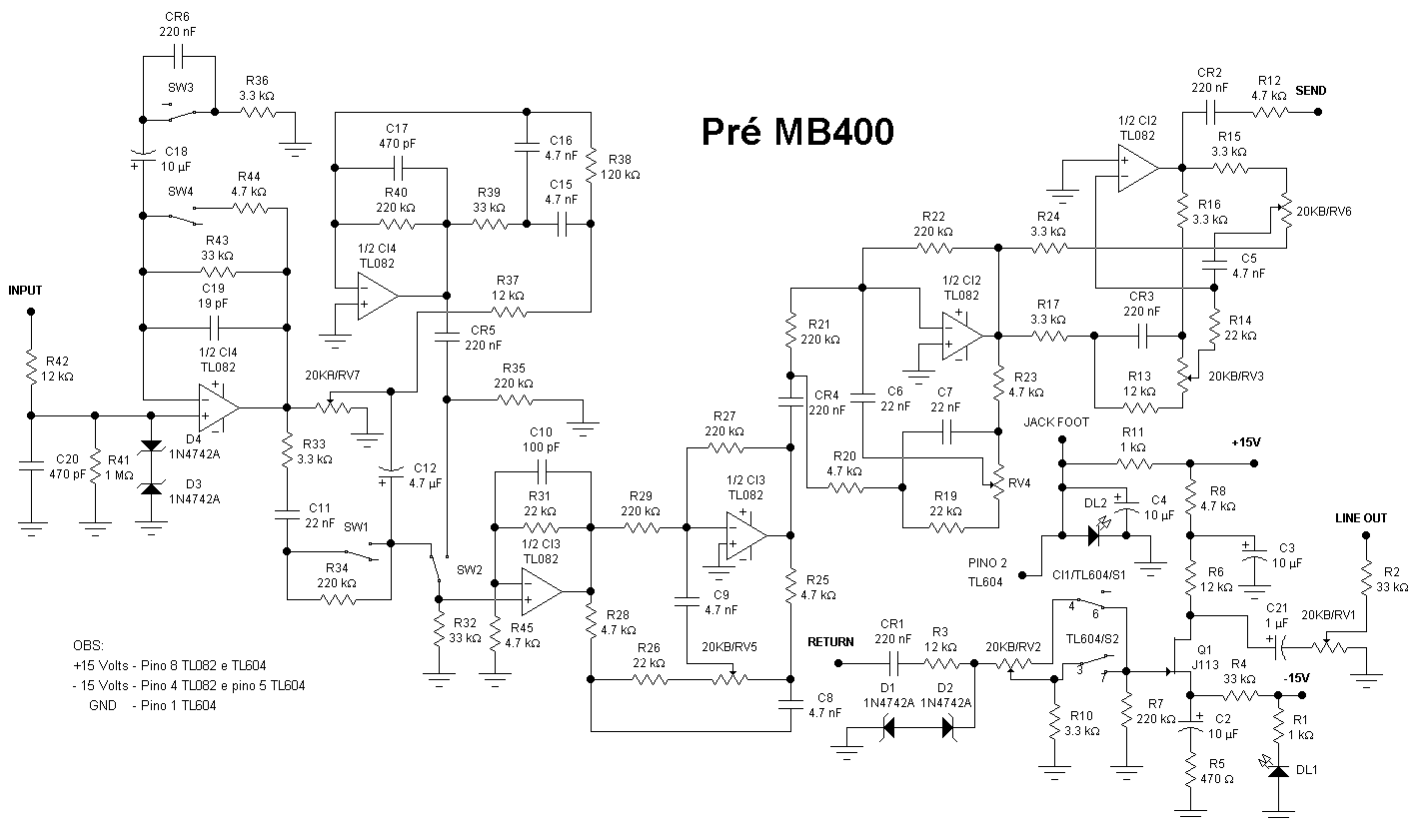 Pré MB400
CR6
220 nF
SW3
R36
3.3 kΩ
C18
10 µF
+
SW4
R44
4.7 kΩ
R43
33 kΩ
C19
19 pF
1/2 CI4
TL082
INPUT
R42
12 kΩ
C20
470 pF
R41
1 MΩ
D4
1N4742A
D3
1N4742A
20KA/RV7
R33
3.3 kΩ
C11
22 nF
R34
220 kΩ
SW1
C12
4.7 µF
+
C17
470 pF
R40
220 kΩ
1/2 CI4
TL082
R39
33 kΩ
C16
4.7 nF
C15
4.7 nF
R38
120 kΩ
R37
12 kΩ
CR5
220 nF
R35
220 kΩ
SW2
R32
33 kΩ
C10
100 pF
R31
22 kΩ
1/2 CI3
TL082
R45
4.7 kΩ
R29
220 kΩ
R28
4.7 kΩ
R27
220 kΩ
1/2 CI3
TL082
C9
4.7 nF
R26
22 kΩ
20KB/RV5
R25
4.7 kΩ
C8
4.7 nF
R21
220 kΩ
CR4
220 nF
R20
4.7 kΩ
R22
220 kΩ
1/2 CI2
TL082
C6
22 nF
C7
22 nF
R19
22 kΩ
R23
4.7 kΩ
RV4
R24
3.3 kΩ
R17
3.3 kΩ
CR3
220 nF
R13
12 kΩ
20KB/RV3
R14
22 kΩ
C5
4.7 nF
R16
3.3 kΩ
R15
3.3 kΩ
20KB/RV6
1/2 CI2
TL082
CR2
220 nF
R12
4.7 kΩ
SEND
JACK FOOT
R11
1 kΩ
+15V
DL2
C4
10 µF
+
PINO 2
TL604
CI1/TL604/S1
4
6
TL604/S2
3
7
R8
4.7 kΩ
R6
12 kΩ
C3
10 µF
+
LINE OUT
R2
33 kΩ
C21
1 µF
+
20KB/RV1
Q1
J113
R4
33 kΩ
-15V
R1
1 kΩ
DL1
C2
10 µF
+
R5
470 Ω
R7
220 kΩ
R10
3.3 kΩ
RETURN
CR1
220 nF
R3
12 kΩ
20KB/RV2
D1
1N4742A
D2
1N4742A
OBS:
+15 Volts - Pino 8 TL082 e TL604
- 15 Volts - Pino 4 TL082 e pino 5 TL604
GND - Pino 1 TL604